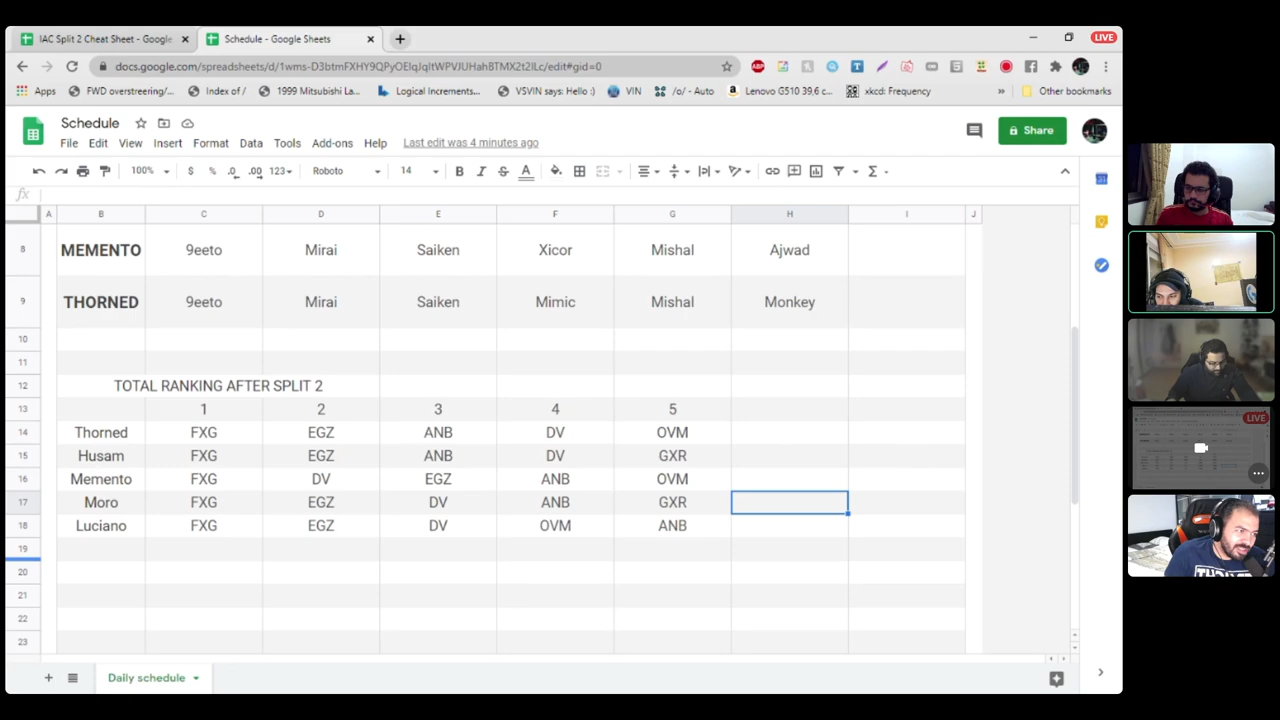 !AC Split 2 Cheat Sheet - Google
Schedule - Google Sheets
LIVE
docs.google.com/spreadsheets/d/1wms-D3btmFXHY9QPyOElqJqltWPVJUHahBTMX2t2ILc/edit#gid=0
Apps FWD overstreering/... Index of / 1999 Mitsubishi La... Logical Increments... VSVIN says: Hello :) VIN /o/ - Auto Lenovo G510 39,6 c... xkcd: Frequency » Other bookmarks
Schedule
Share
File Edit View Insert Format Data Tools Add-ons Help Last edit was 4 minutes ago
100% $ % .0 .00 123 Roboto 14 B I S A
fx
A B C D E F G H I J
8 MEMENTO 9eeto Mirai Saiken Xicor Mishal Ajwad
9 THORNED 9eeto Mirai Saiken Mimic Mishal Monkey
10
11
12 TOTAL RANKING AFTER SPLIT 2
13 1 2 3 4 5
14 Thorned FXG EGZ ANB DV OVM
15 Husam FXG EGZ ANB DV GXR
16 Memento FXG DV EGZ ANB OVM
17 Moro FXG EGZ DV ANB GXR
18 Luciano FXG EGZ DV OVM ANB
19
20
21
22
23
Daily schedule
LIVE